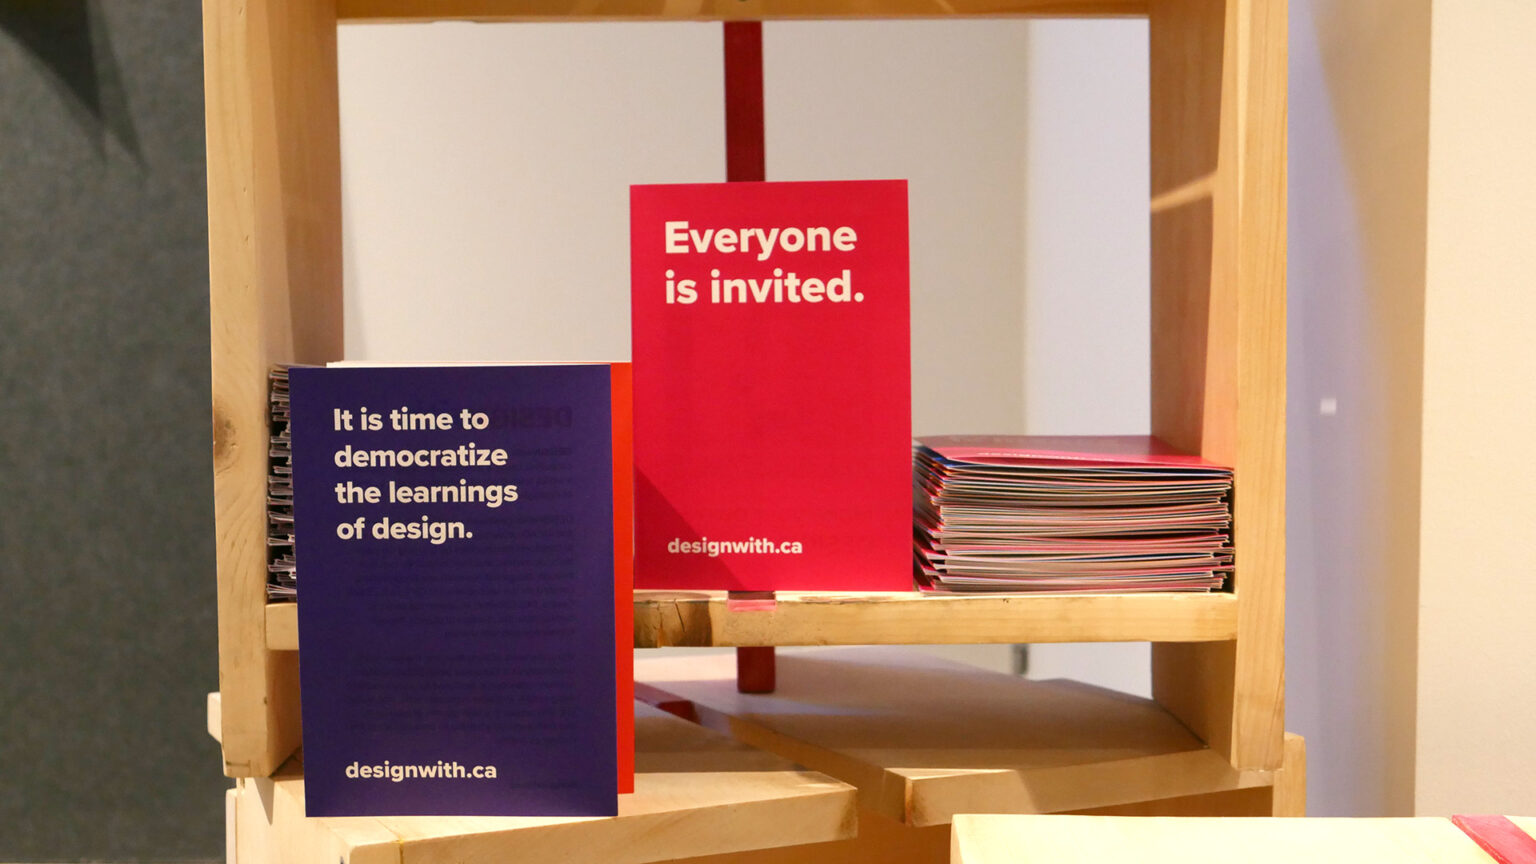 Everyone
is invited.
designwith.ca
It is time to
democratize
the learnings
of design.
designwith.ca